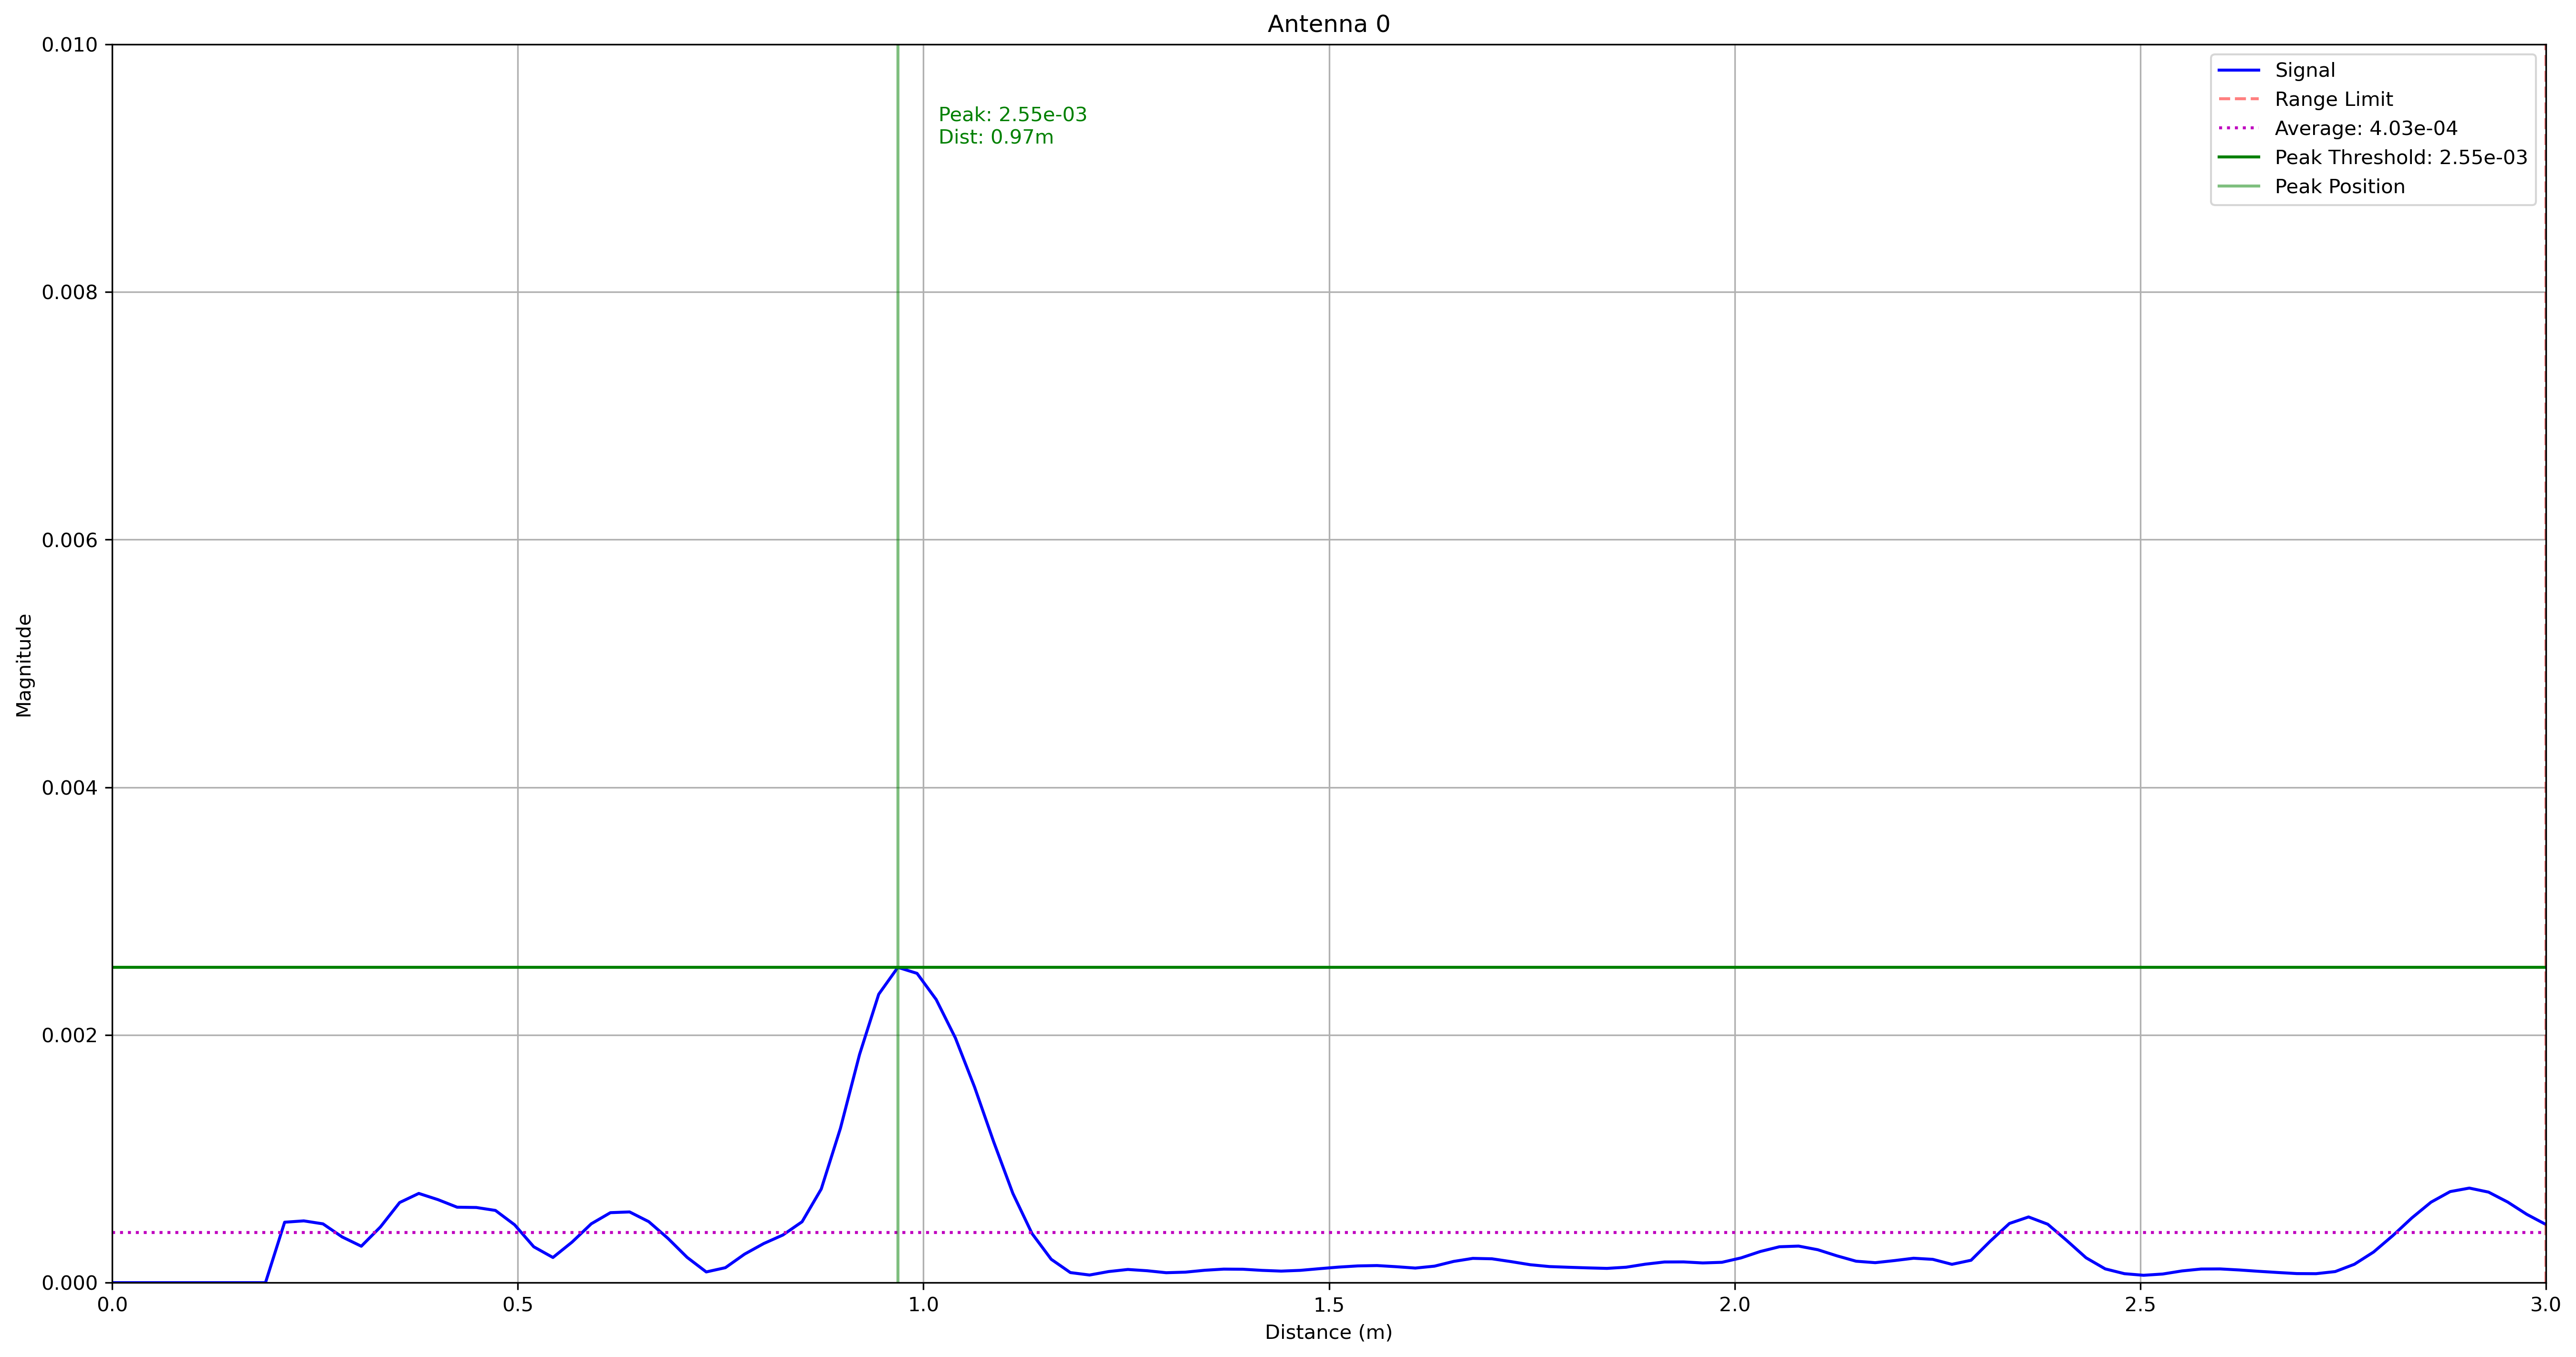 Antenna 0
0.010
0.008
0.006
0.004
0.002
0.000
Magnitude
Peak: 2.55e-03
Dist: 0.97m
Signal
Range Limit
Average: 4.03e-04
Peak Threshold: 2.55e-03
Peak Position
0.0 0.5 1.0 1.5 2.0 2.5 3.0
Distance (m)